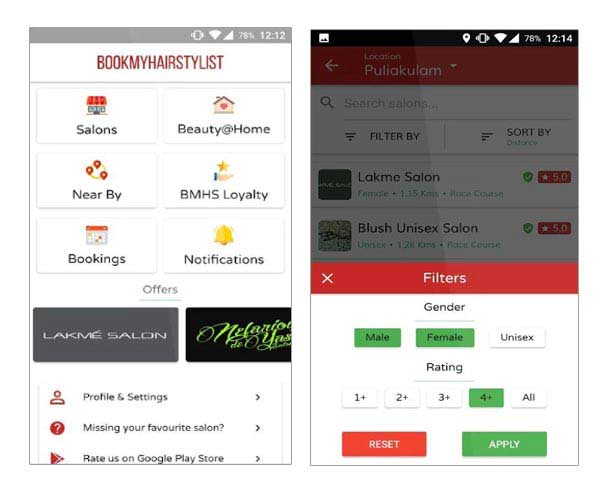 78% 12:12
BOOKMYHAIRSTYLIST
Salons
Beauty@Home
Near By
BMHS Loyalty
Bookings
Notifications
Offers
LAKMÉ SALON
Profile & Settings
Missing your favourite salon?
Rate us on Google Play Store
78% 12:14
Location
Puliakulam
Search salons...
FILTER BY
SORT BY
Distance
LAKMÉ SALON
Lakme Salon
5.0
Female • 1.15 Kms • Race Course
Blush Unisex Salon
5.0
Unisex • 1.28 Kms • Race Course
Filters
Gender
Male Female Unisex
Rating
1+ 2+ 3+ 4+ All
RESET APPLY